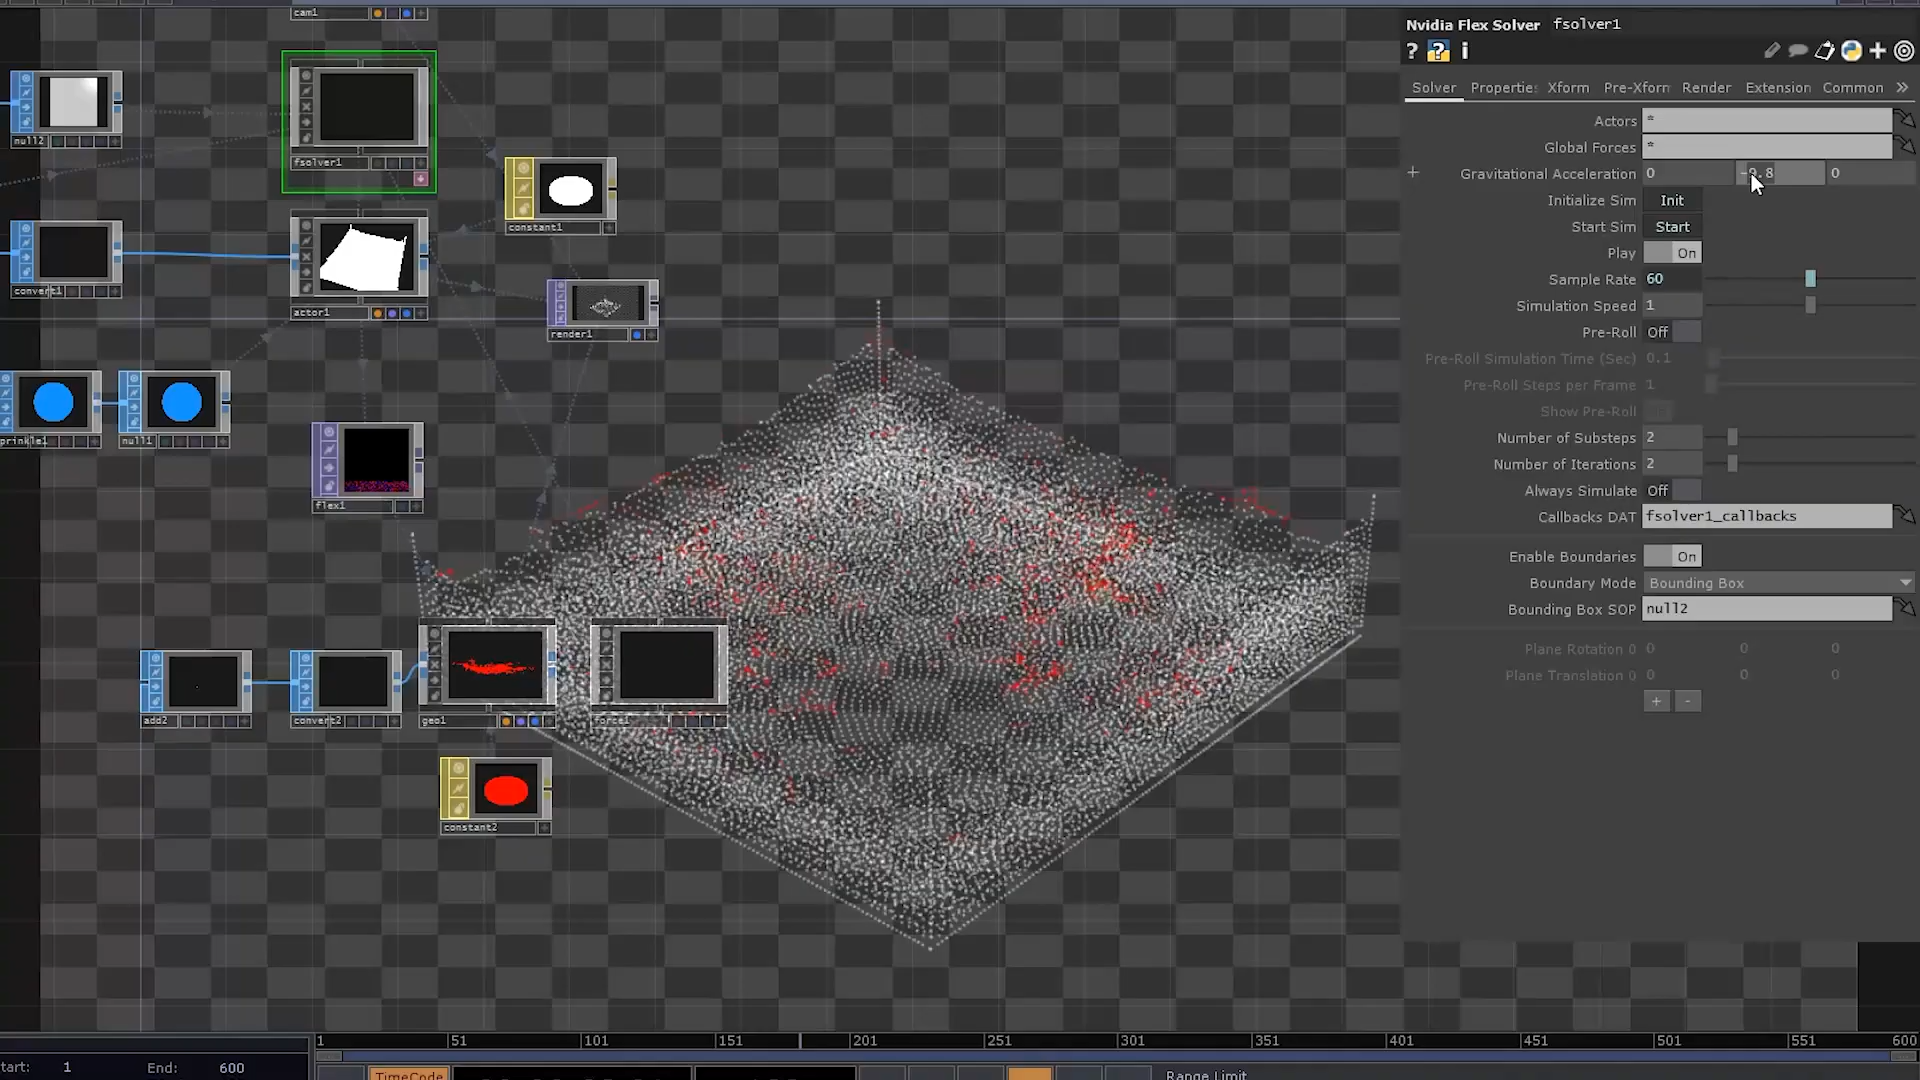 cam1
Nvidia Flex Solver fsolver1
? ? i
Solver Propertie: Xform Pre-Xforn Render Extension Common »
Actors *
Global Forces *
+ Gravitational Acceleration 0 -9.8 0
Initialize Sim Init
Start Sim Start
Play On
Sample Rate 60
Simulation Speed 1
Pre-Roll Off
Pre-Roll Simulation Time (Sec) 0.1
Pre-Roll Steps per Frame 1
Show Pre-Roll
Number of Substeps 2
Number of Iterations 2
Always Simulate Off
Callbacks DAT fsolver1_callbacks
Enable Boundaries On
Boundary Mode Bounding Box
Bounding Box SOP null2
Plane Rotation 0 0 0 0
Plane Translation 0 0 0 0
+ -
null2
fsolver1
constant1
convert1
actor1
render1
prinkle1
null1
flex1
add2
convert2
geo1
force1
constant2
1 51 101 151 201 251 301 351 401 451 501 551 600
tart: 1 End: 600
TimeCode
Range Limit